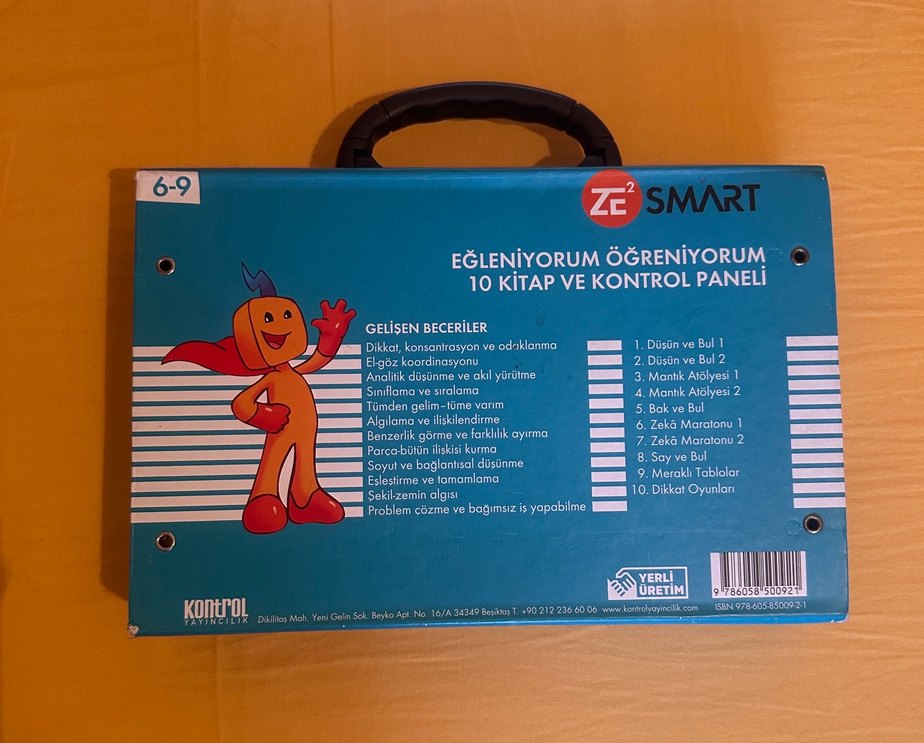 6-9
ZE² SMART
EĞLENİYORUM ÖĞRENİYORUM
10 KİTAP VE KONTROL PANELİ
GELİŞEN BECERİLER
Dikkat, konsantrasyon ve odaklanma
El-göz koordinasyonu
Analitik düşünme ve akıl yürütme
Sınıflama ve sıralama
Tümden gelim–tüme varım
Algılama ve ilişkilendirme
Benzerlik görme ve farklılık ayırma
Parça-bütün ilişkisi kurma
Soyut ve bağlantısal düşünme
Eşleştirme ve tamamlama
Şekil-zemin algısı
Problem çözme ve bağımsız iş yapabilme
1. Düşün ve Bul 1
2. Düşün ve Bul 2
3. Mantık Atölyesi 1
4. Mantık Atölyesi 2
5. Bak ve Bul
6. Zekâ Maratonu 1
7. Zekâ Maratonu 2
8. Say ve Bul
9. Meraklı Tablolar
10. Dikkat Oyunları
YERLİ
ÜRETİM
9 786058 500921
KONTROL
YAYINCILIK
Dikilitaş Mah. Yeni Gelin Sok. Beyko Apt. No. 16/A 34349 Beşiktaş T. +90 212 236 60 06 www.kontrolyayincilik.com ISBN 978-605-85009-2-1